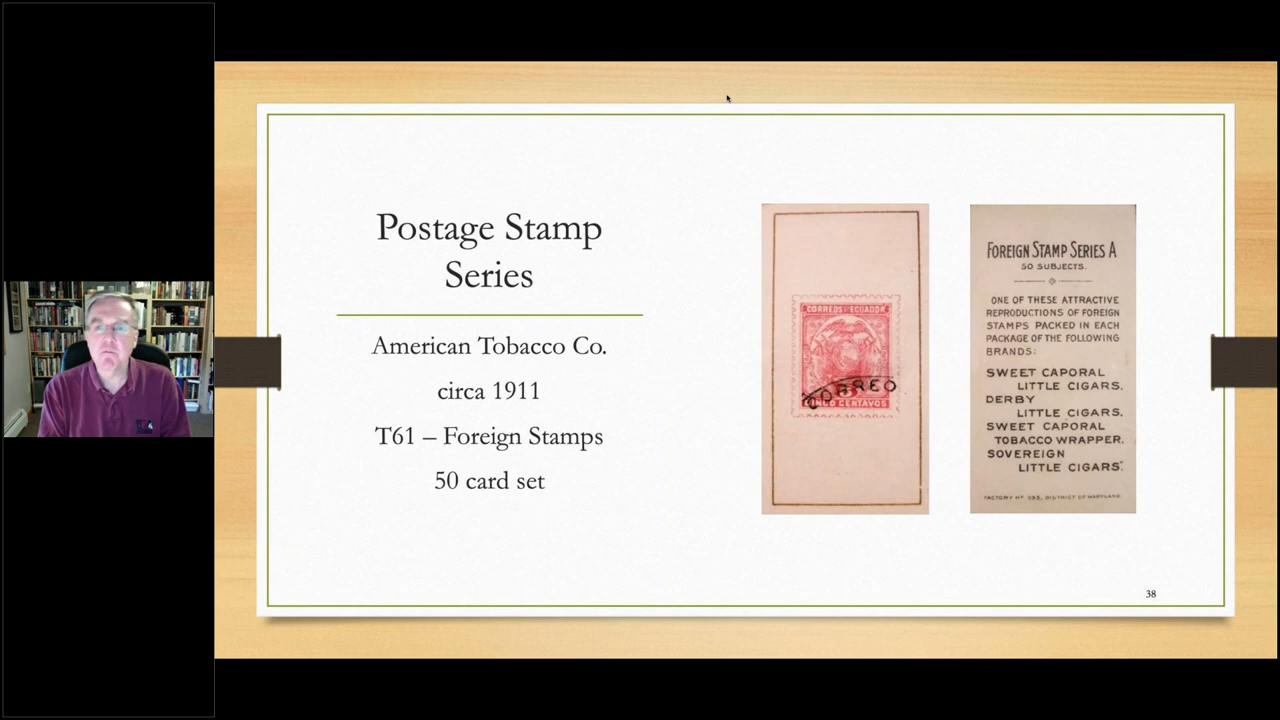 Postage Stamp
Series
American Tobacco Co.
circa 1911
T61 – Foreign Stamps
50 card set
CORREOS DEL ECUADOR
CORREO
CINCO CENTAVOS
FOREIGN STAMP SERIES A
50 SUBJECTS.
ONE OF THESE ATTRACTIVE
REPRODUCTIONS OF FOREIGN
STAMPS PACKED IN EACH
PACKAGE OF THE FOLLOWING
BRANDS:
SWEET CAPORAL
LITTLE CIGARS.
DERBY
LITTLE CIGARS.
SWEET CAPORAL
TOBACCO WRAPPER.
SOVEREIGN
LITTLE CIGARS.
DISTRICT OF MARYLAND.
38